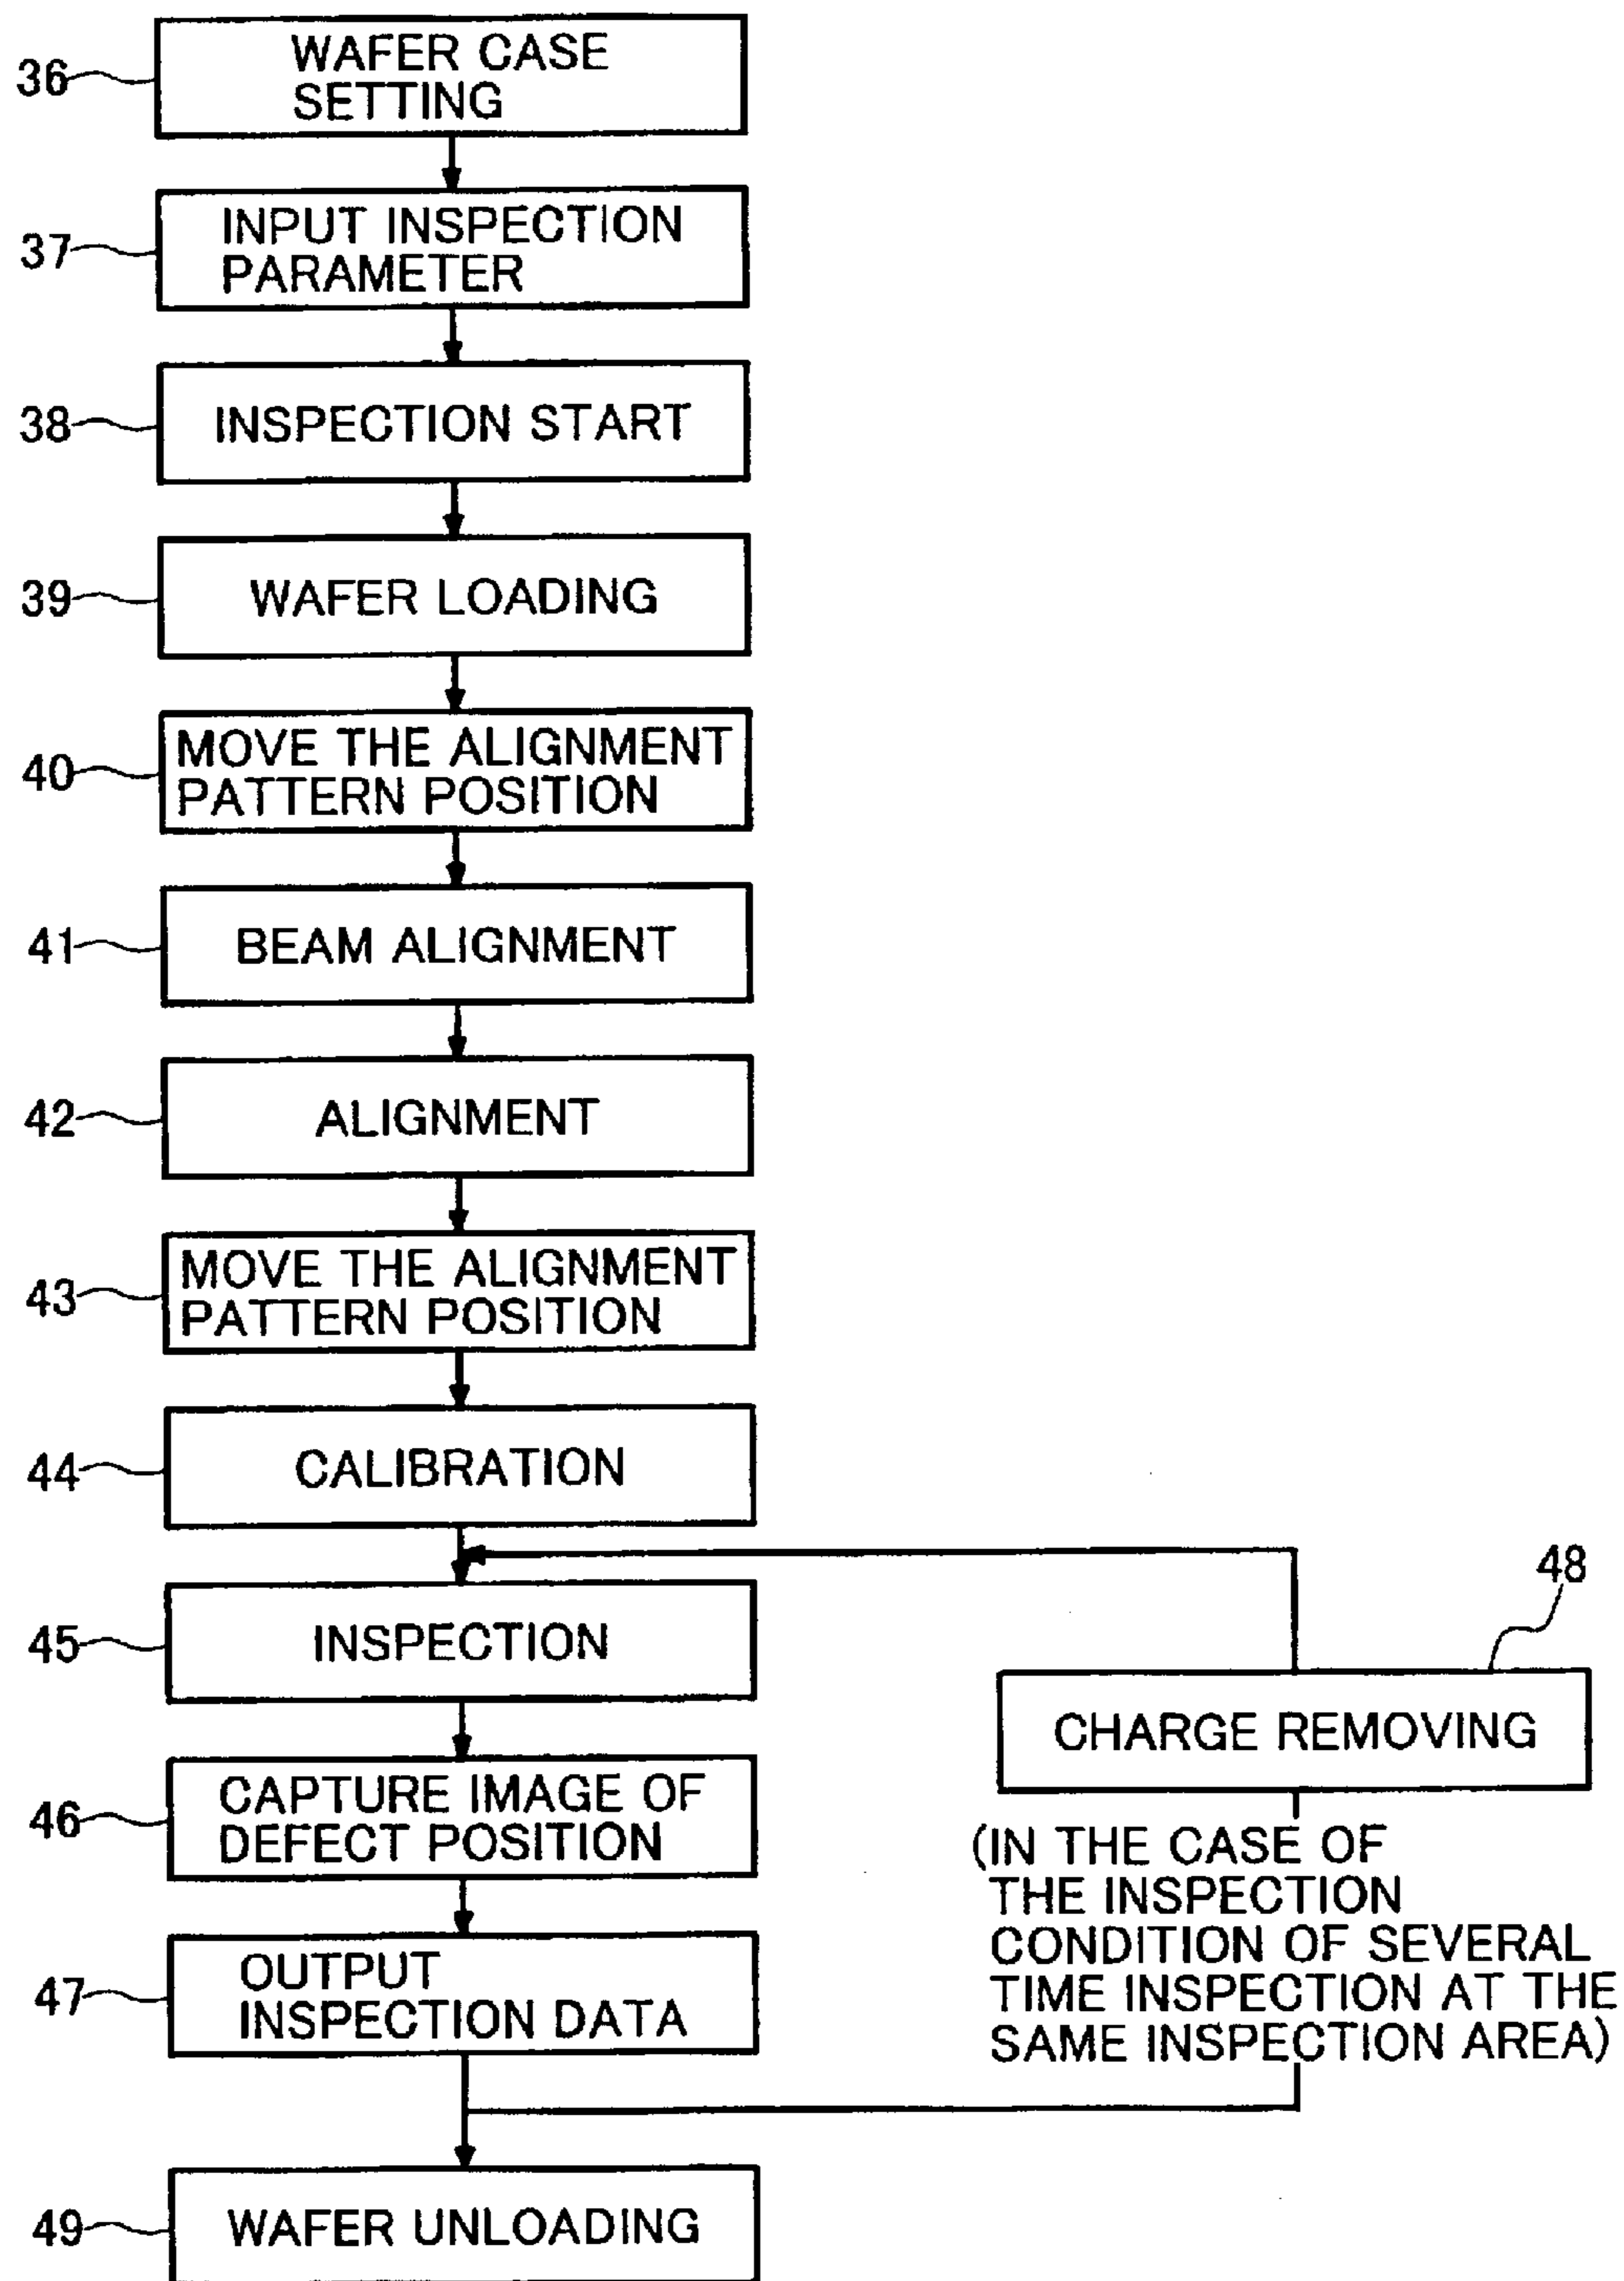 36
WAFER CASE
SETTING
37
INPUT INSPECTION
PARAMETER
38
INSPECTION START
39
WAFER LOADING
40
MOVE THE ALIGNMENT
PATTERN POSITION
41
BEAM ALIGNMENT
42
ALIGNMENT
43
MOVE THE ALIGNMENT
PATTERN POSITION
44
CALIBRATION
45
INSPECTION
46
CAPTURE IMAGE OF
DEFECT POSITION
47
OUTPUT
INSPECTION DATA
48
CHARGE REMOVING
(IN THE CASE OF
THE INSPECTION
CONDITION OF SEVERAL
TIME INSPECTION AT THE
SAME INSPECTION AREA)
49
WAFER UNLOADING